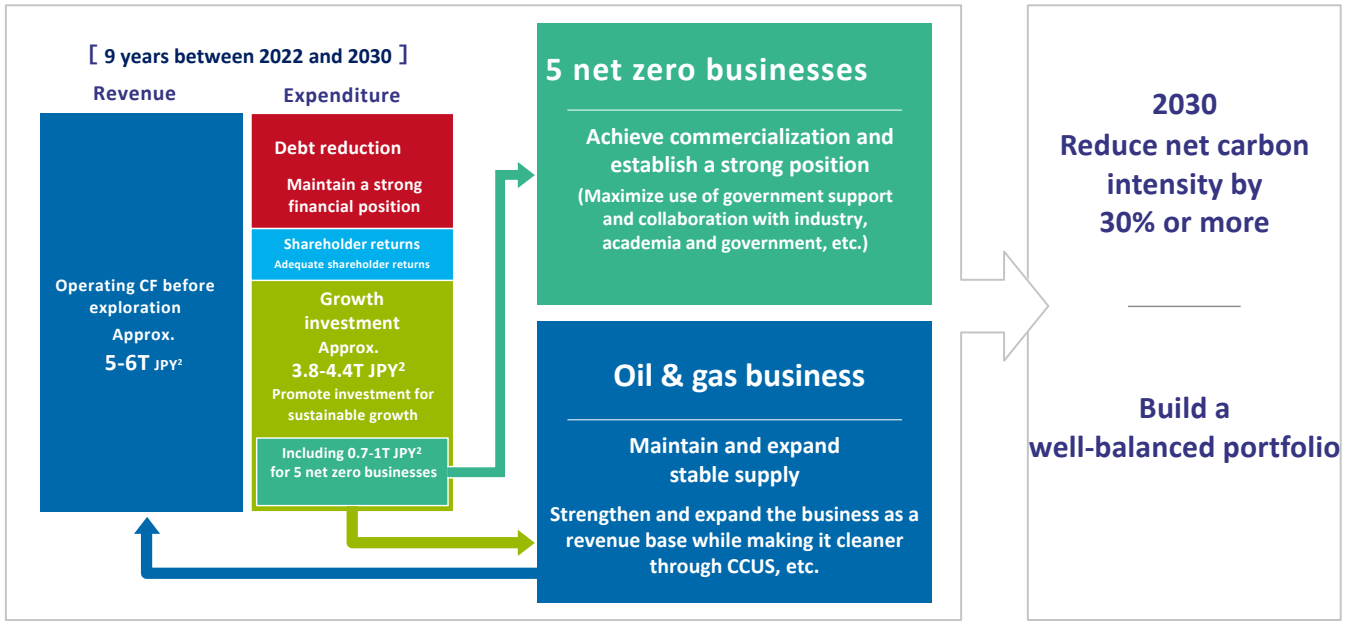 [ 9 years between 2022 and 2030 ]
Revenue
Expenditure
Operating CF before
exploration
Approx.
5-6T JPY²
Debt reduction
Maintain a strong
financial position
Shareholder returns
Adequate shareholder returns
Growth
investment
Approx.
3.8-4.4T JPY²
Promote investment for
sustainable growth
Including 0.7-1T JPY²
for 5 net zero businesses
5 net zero businesses
Achieve commercialization and
establish a strong position
(Maximize use of government support
and collaboration with industry,
academia and government, etc.)
Oil & gas business
Maintain and expand
stable supply
Strengthen and expand the business as a
revenue base while making it cleaner
through CCUS, etc.
2030
Reduce net carbon
intensity by
30% or more
Build a
well-balanced portfolio